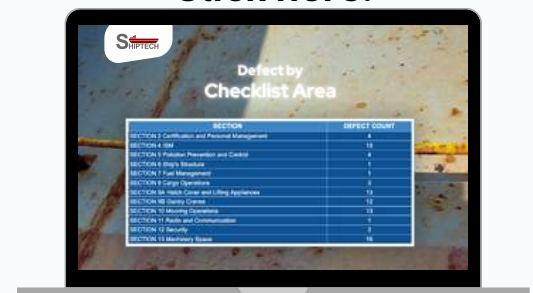 SHIPTECH
Defect by
Checklist Area
SECTION DEFECT COUNT
SECTION 3 Certification and Personal Management
SECTION 4 ISM
SECTION 5 Pollution Prevention and Control 4
SECTION 6 Ship's Structure 1
SECTION 7 Fuel Management 1
SECTION 8 Cargo Operations
SECTION 9A Hatch Cover and Lifting Appliances 13
SECTION 9B Gantry Cranes 12
SECTION 10 Mooring Operations 13
SECTION 11 Radio and Communication 1
SECTION 12 Security
SECTION 13 Machinery Space